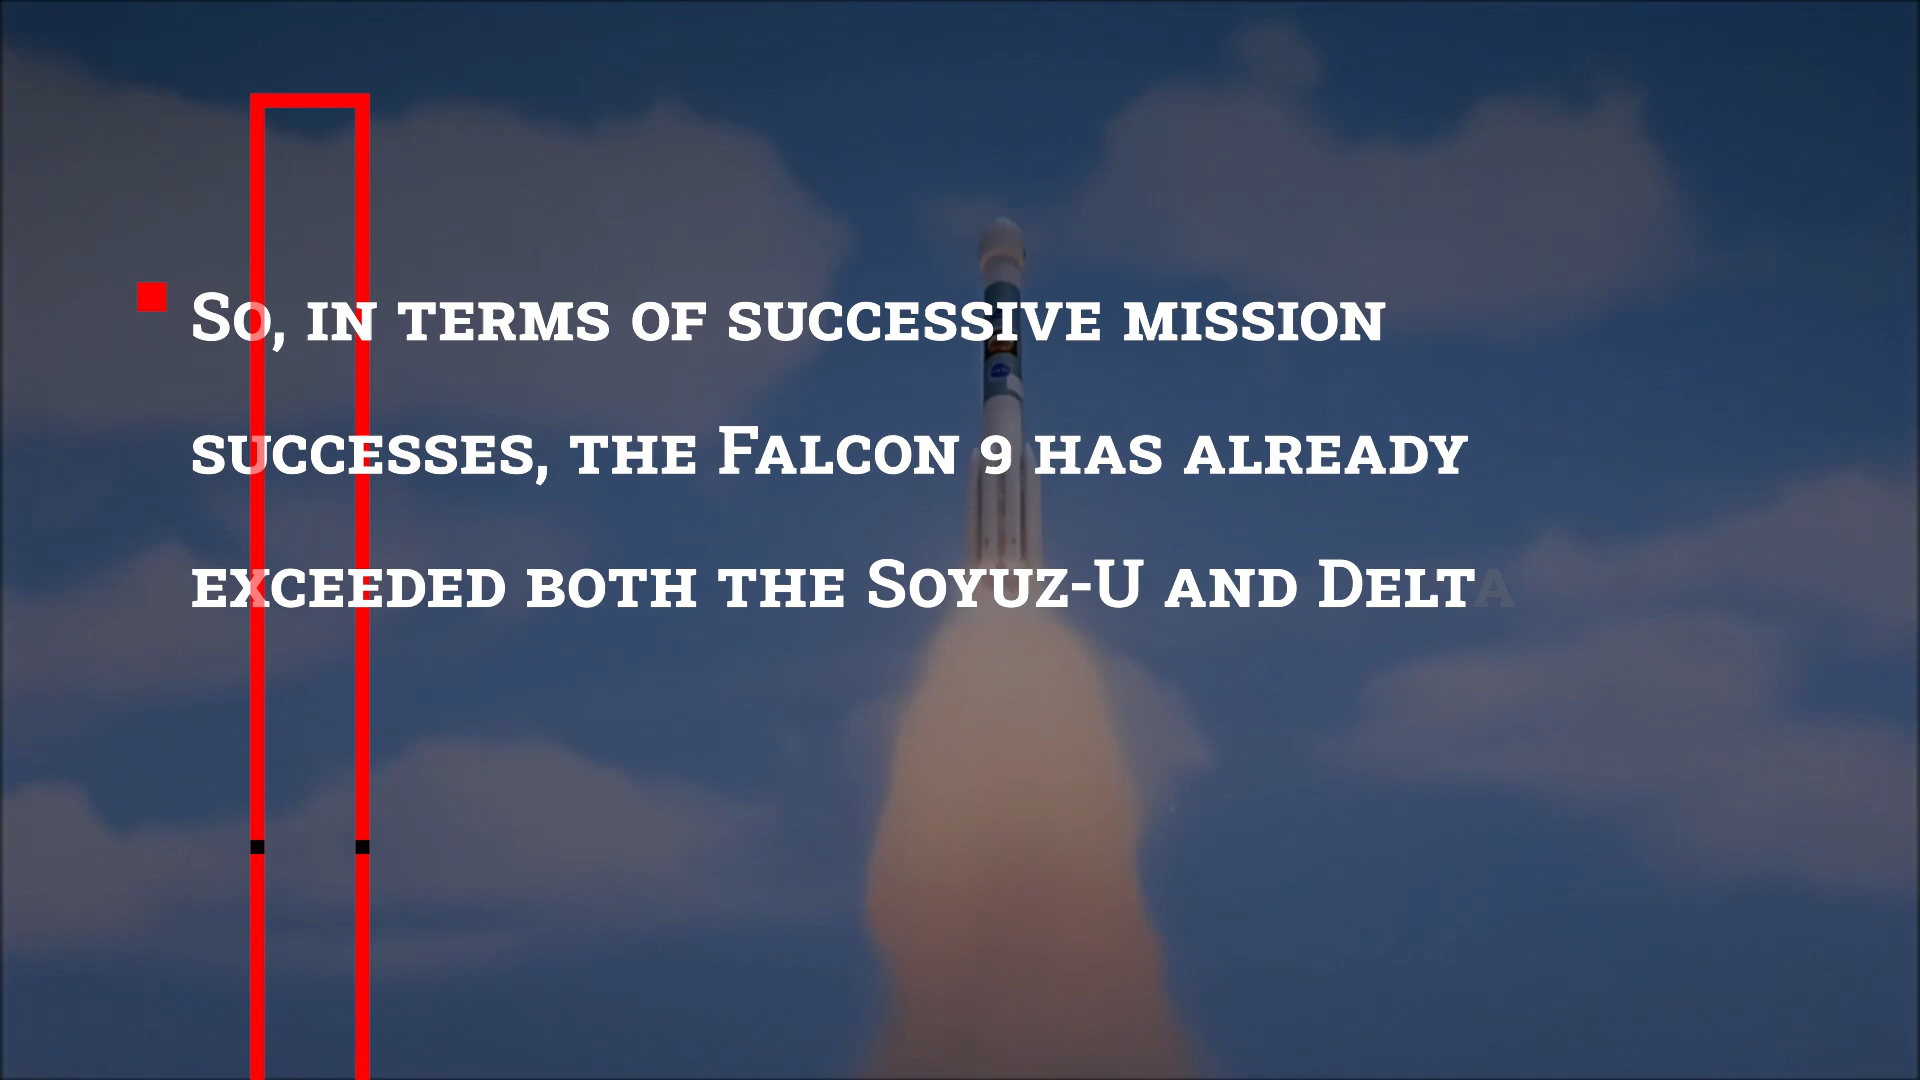 So, in terms of successive mission
successes, the Falcon 9 has already
exceeded both the Soyuz-U and Delta